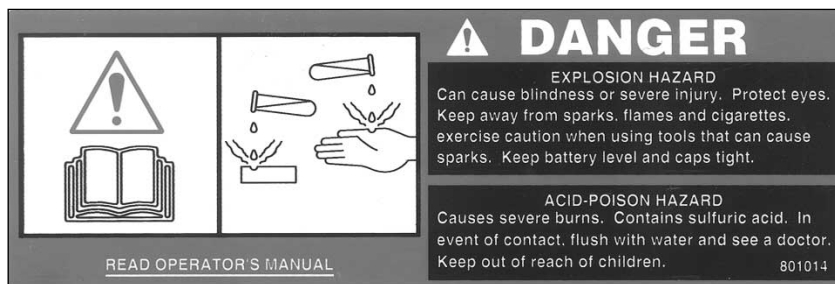 DANGER
EXPLOSION HAZARD
Can cause blindness or severe injury. Protect eyes.
Keep away from sparks, flames and cigarettes.
exercise caution when using tools that can cause
sparks. Keep battery level and caps tight.
ACID-POISON HAZARD
Causes severe burns. Contains sulfuric acid. In
event of contact, flush with water and see a doctor.
Keep out of reach of children.
801014
READ OPERATOR'S MANUAL